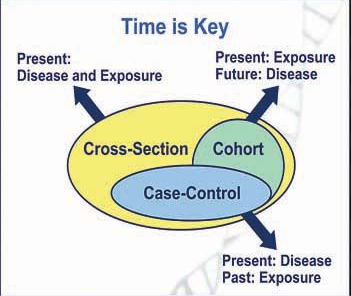 Time is Key
Present:
Disease and Exposure
Present: Exposure
Future: Disease
Cross-Section
Cohort
Case-Control
Present: Disease
Past: Exposure